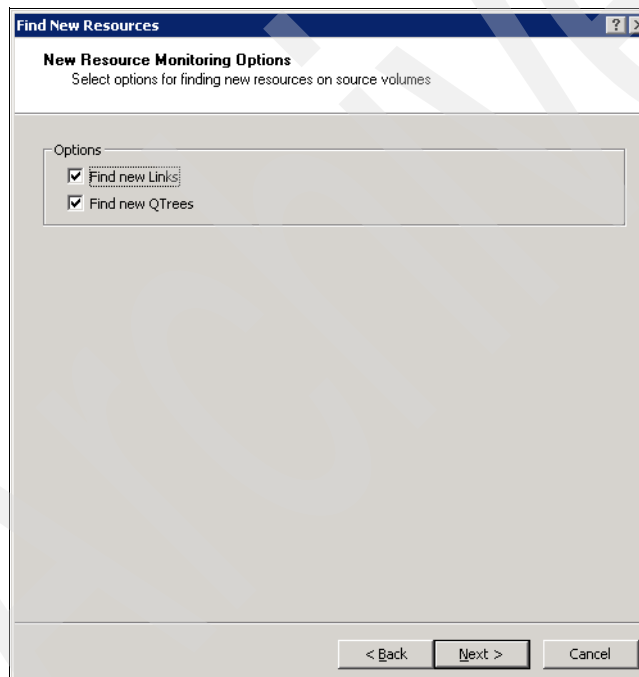 Find New Resources
New Resource Monitoring Options
Select options for finding new resources on source volumes
Options
Find new Links
Find new QTrees
< Back
Next >
Cancel